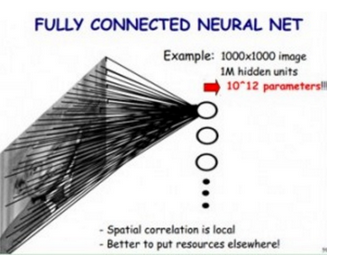 FULLY CONNECTED NEURAL NET
Example: 1000x1000 image
1M hidden units
10^12 parameters!!!
- Spatial correlation is local
- Better to put resources elsewhere!